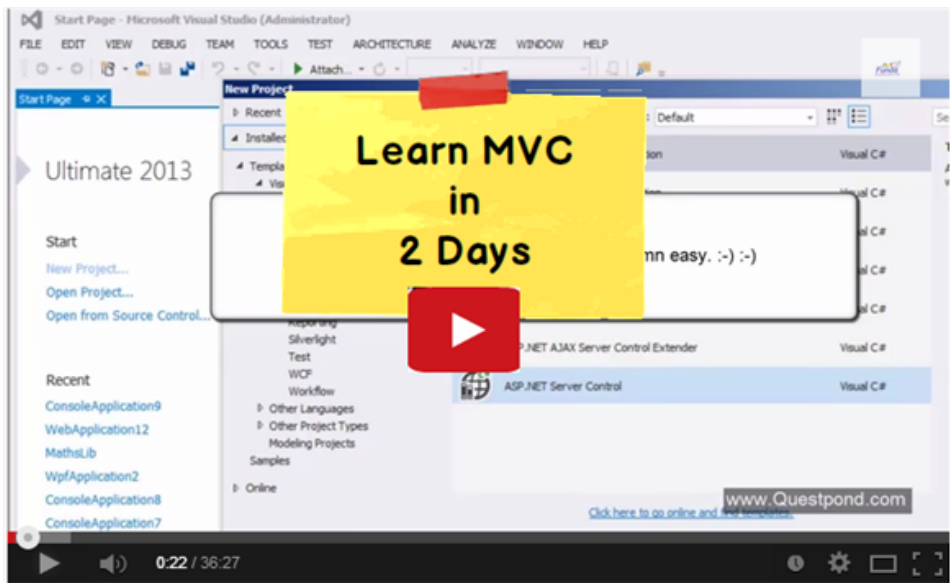 Start Page - Microsoft Visual Studio (Administrator)
FILE EDIT VIEW DEBUG TEAM TOOLS TEST ARCHITECTURE ANALYZE WINDOW HELP
Attach...
Start Page
New Project
Recent
Default
Installed
Visual C#
Ultimate 2013
Learn MVC
in
2 Days
Visual C#
Start
mn easy. :-) :-)
New Project...
Open Project...
Open from Source Control...
Reporting
Silverlight
.NET AJAX Server Control Extender
Visual C#
Test
WCF
ASP.NET Server Control
Visual C#
Workflow
Recent
Other Languages
ConsoleApplication9
Other Project Types
WebApplication12
Modeling Projects
MathsLib
Samples
WpfApplication2
Online
ConsoleApplication8
www.Questpond.com
Click here to go online and find templates.
ConsoleApplication7
0:22 / 36:27